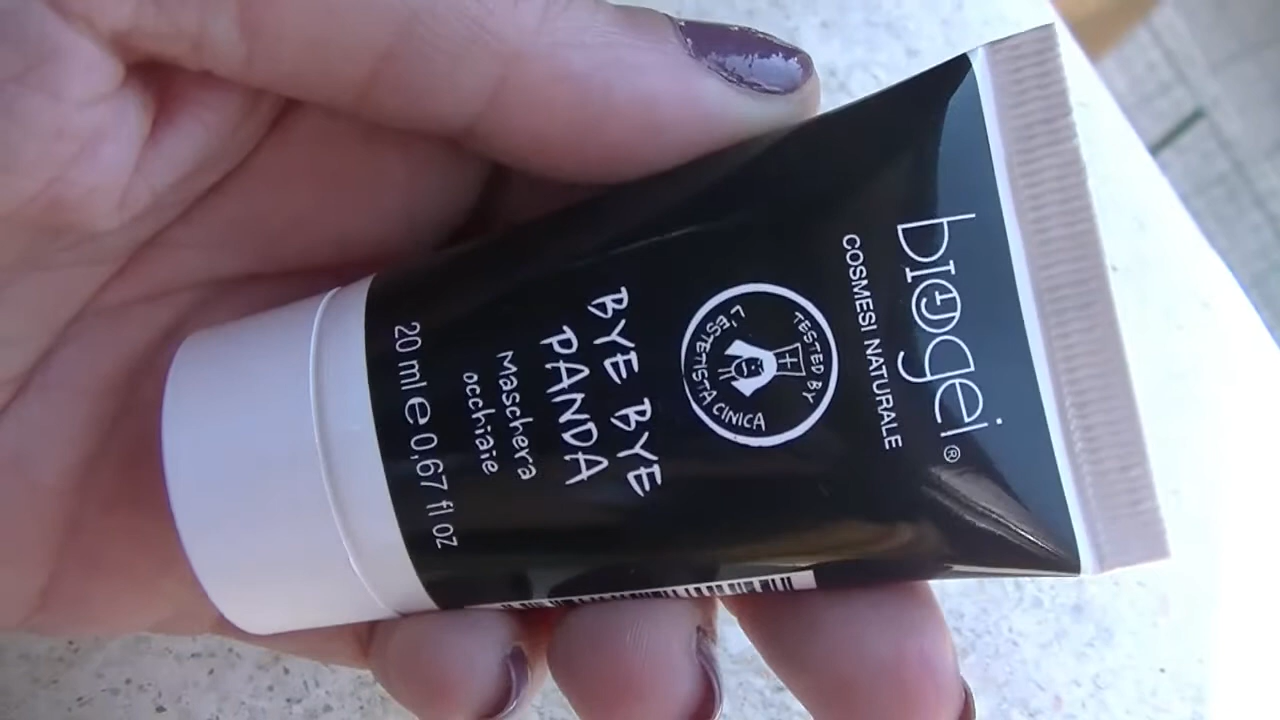 biogei®
COSMESI NATURALE
TESTED BY
L'ESTETISTA CINICA
BYE BYE
PANDA
Maschera
occhiaie
20 ml e 0,67 fl oz